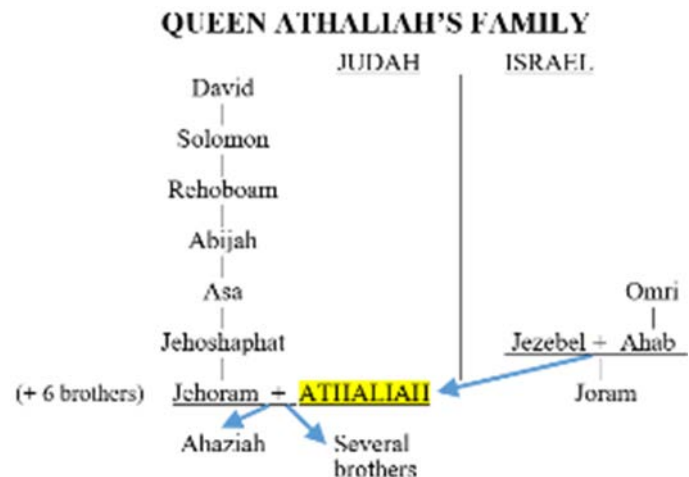 QUEEN ATHALIAH'S FAMILY
JUDAH ISRAEL
David
Solomon
Rehoboam
Abijah
Asa Omri
Jehoshaphat Jezebel + Ahab
(+ 6 brothers) Jehoram + ATHALIAH Joram
Ahaziah Several
brothers